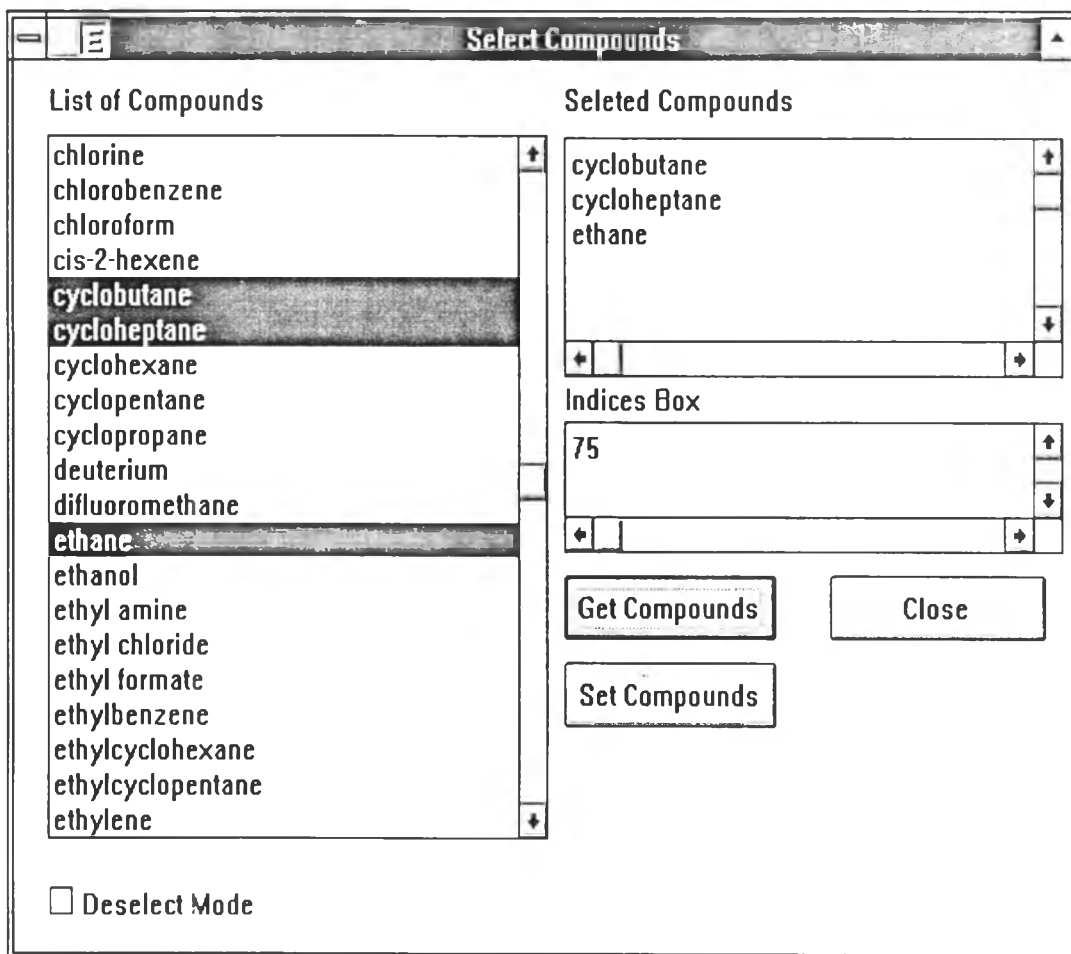 Select Compounds
List of Compounds
chlorine
chlorobenzene
chloroform
cis-2-hexene
cyclobutane
cycloheptane
cyclohexane
cyclopentane
cyclopropane
deuterium
difluoromethane
ethane
ethanol
ethyl amine
ethyl chloride
ethyl formate
ethylbenzene
ethylcyclohexane
ethylcyclopentane
ethylene
Deselect Mode
Seleted Compounds
cyclobutane
cycloheptane
ethane
Indices Box
75
Get Compounds
Close
Set Compounds